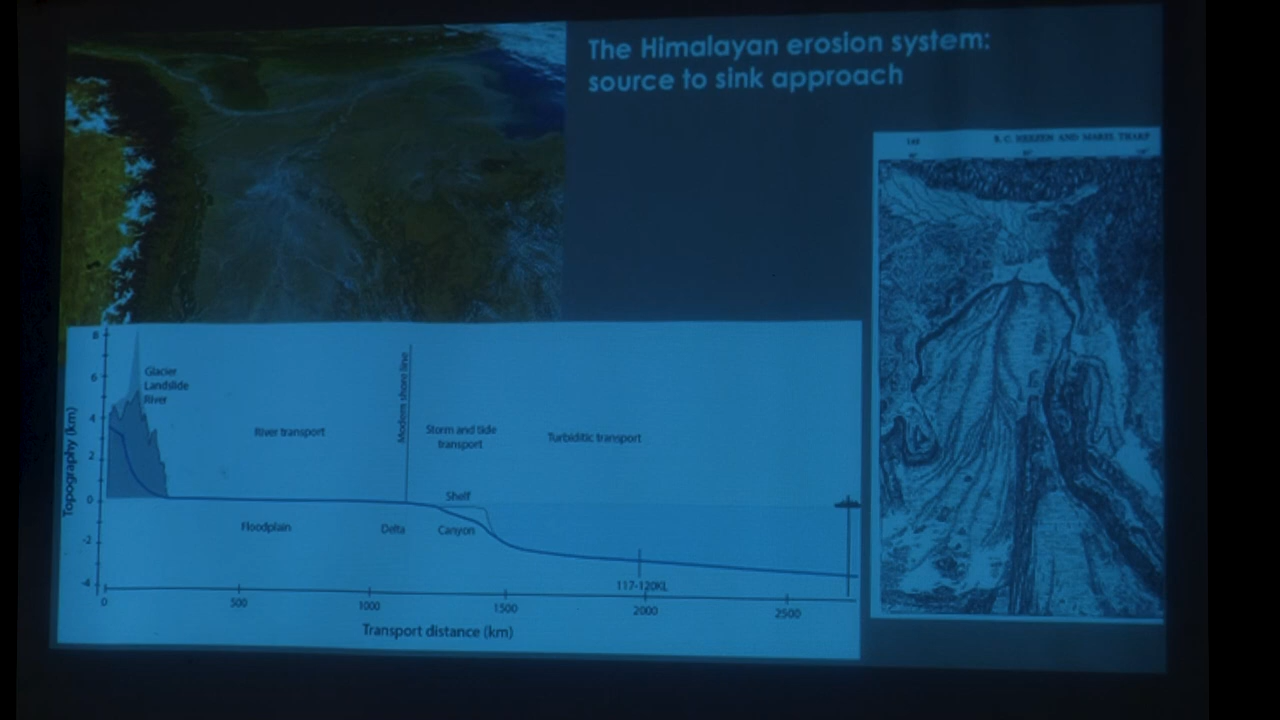 The Himalayan erosion system:
source to sink approach
B. C. HEEZEN AND MARIE THARP
Topography (km)
8
6
4
2
0
-2
-4
Glacier
Landslide
River
River transport
Modern shore line
Storm and tide
transport
Turbiditic transport
Shelf
Floodplain
Delta
Canyon
117-120KL
0
500
1000
1500
2000
2500
Transport distance (km)